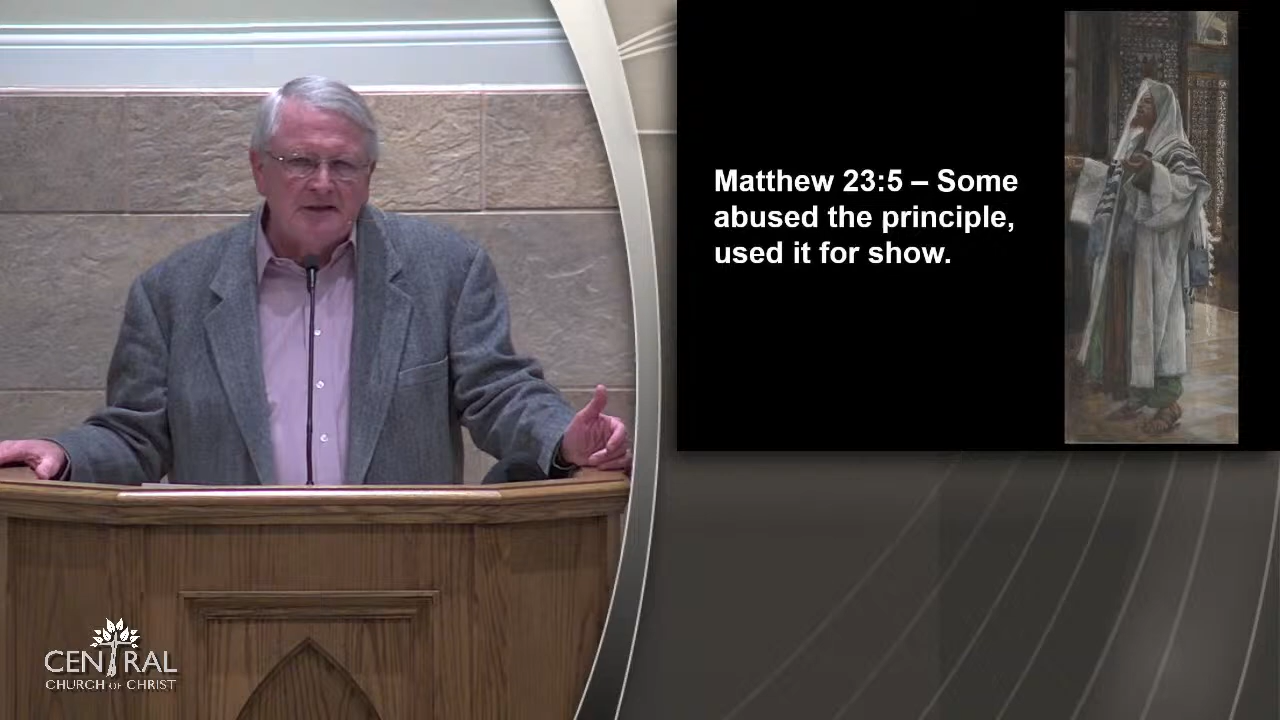 Matthew 23:5 – Some
abused the principle,
used it for show.
CENTRAL
CHURCH OF CHRIST